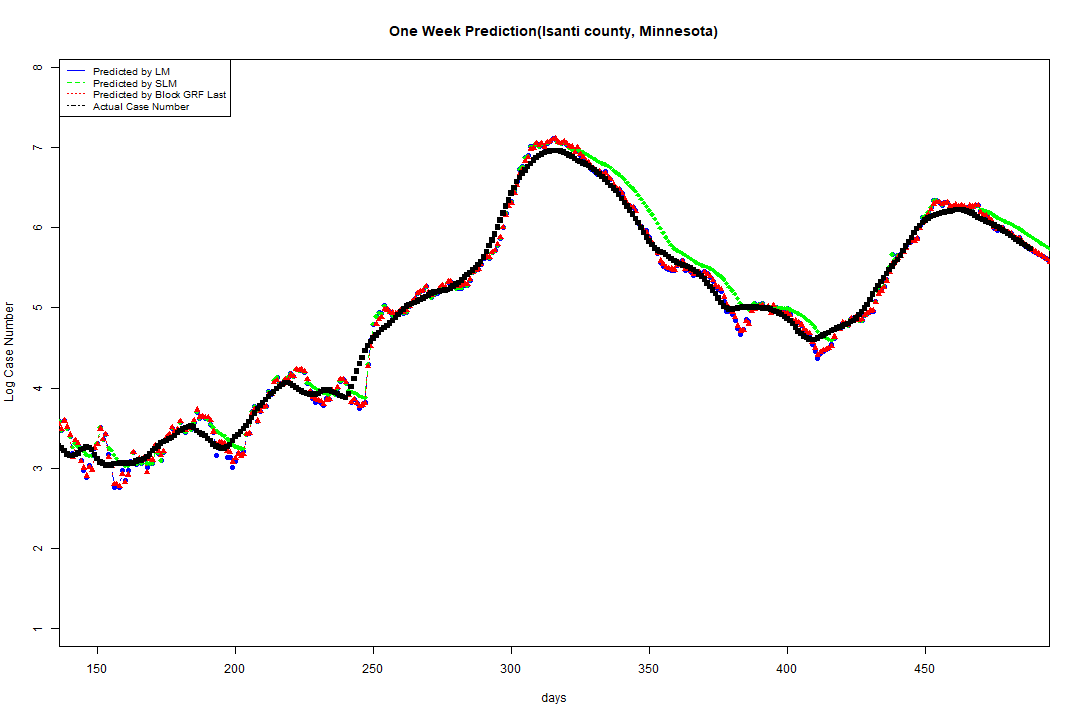 One Week Prediction(Isanti county, Minnesota)
Predicted by LM
Predicted by SLM
Predicted by Block GRF Last
Actual Case Number
8
7
6
5
4
3
2
1
Log Case Number
150 200 250 300 350 400 450
days